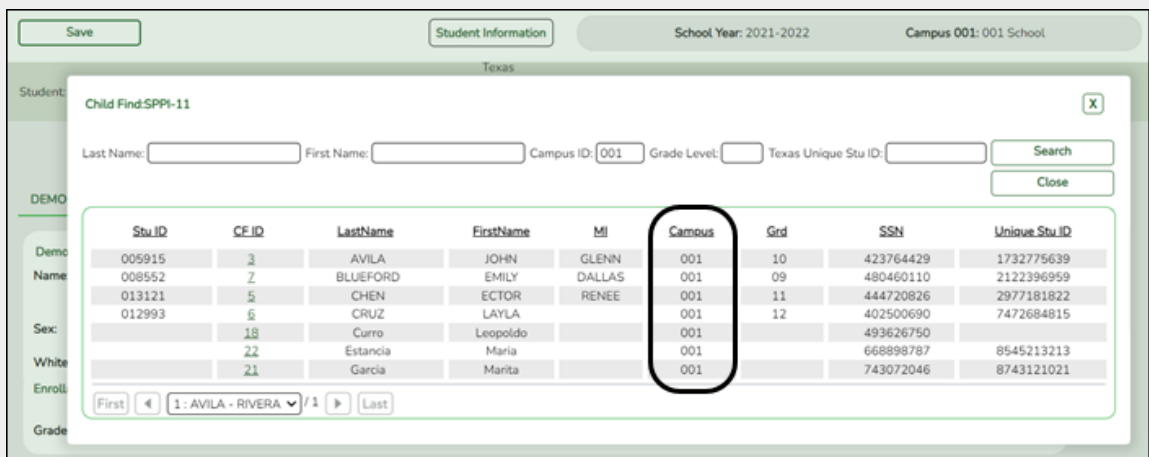 Save Student Information School Year: 2021-2022 Campus 001: 001 School
Texas
Student:
Child Find:SPPI-11 X
Last Name: First Name: Campus ID: 001 Grade Level: Texas Unique Stu ID: Search
Close
DEMO
Stu ID CF ID LastName FirstName MI Campus Grd SSN Unique Stu ID
Demo
005915 3 AVILA JOHN GLENN 001 10 423764429 1732775639
Name:
008552 7 BLUEFORD EMILY DALLAS 001 09 480460110 2122396959
013121 5 CHEN ECTOR RENEE 001 11 444720826 2977181822
012993 6 CRUZ LAYLA 001 12 402500690 7472684815
Sex:
18 Curro Leopoldo 001 493626750
22 Estancia Maria 001 668898787 8545213213
White
21 Garcia Marita 001 743072046 8743121021
Enroll
First 1 : AVILA - RIVERA / 1 Last
Grade